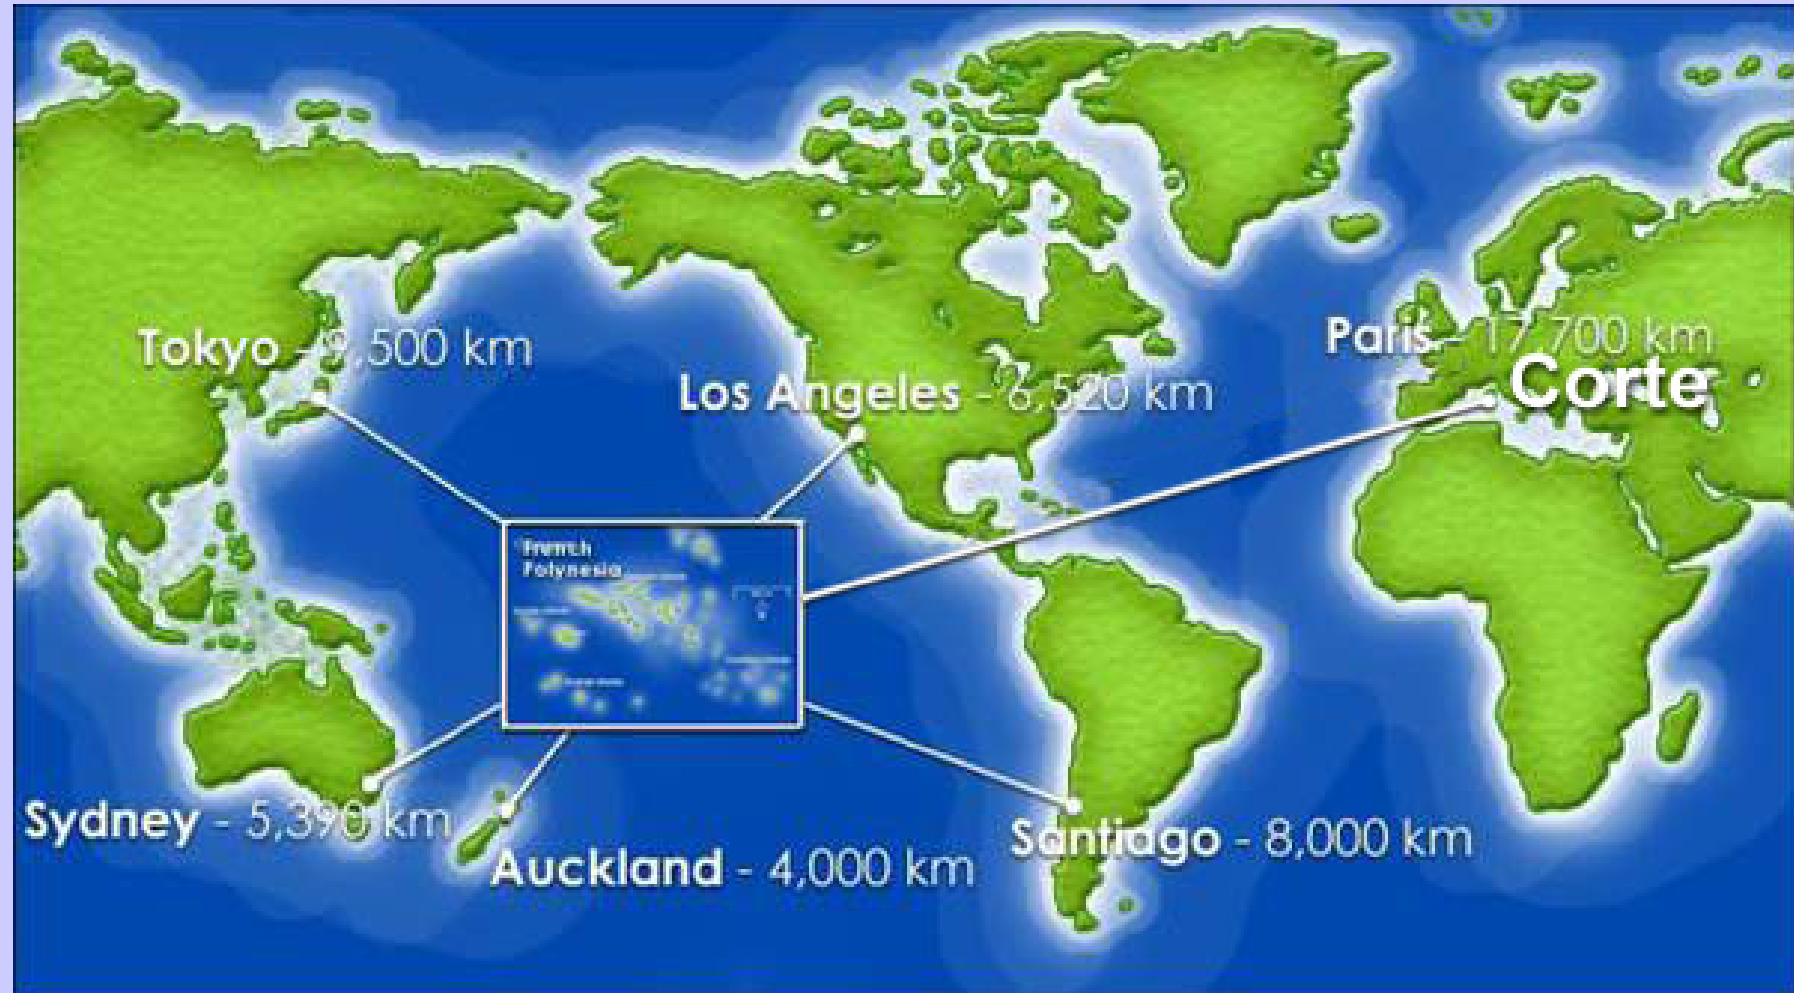 Tokyo - 9,500 km
Paris - 17,700 km
Corte
Los Angeles - 6,520 km
French
Polynesia
Sydney - 5,390 km
Auckland - 4,000 km
Santiago - 8,000 km